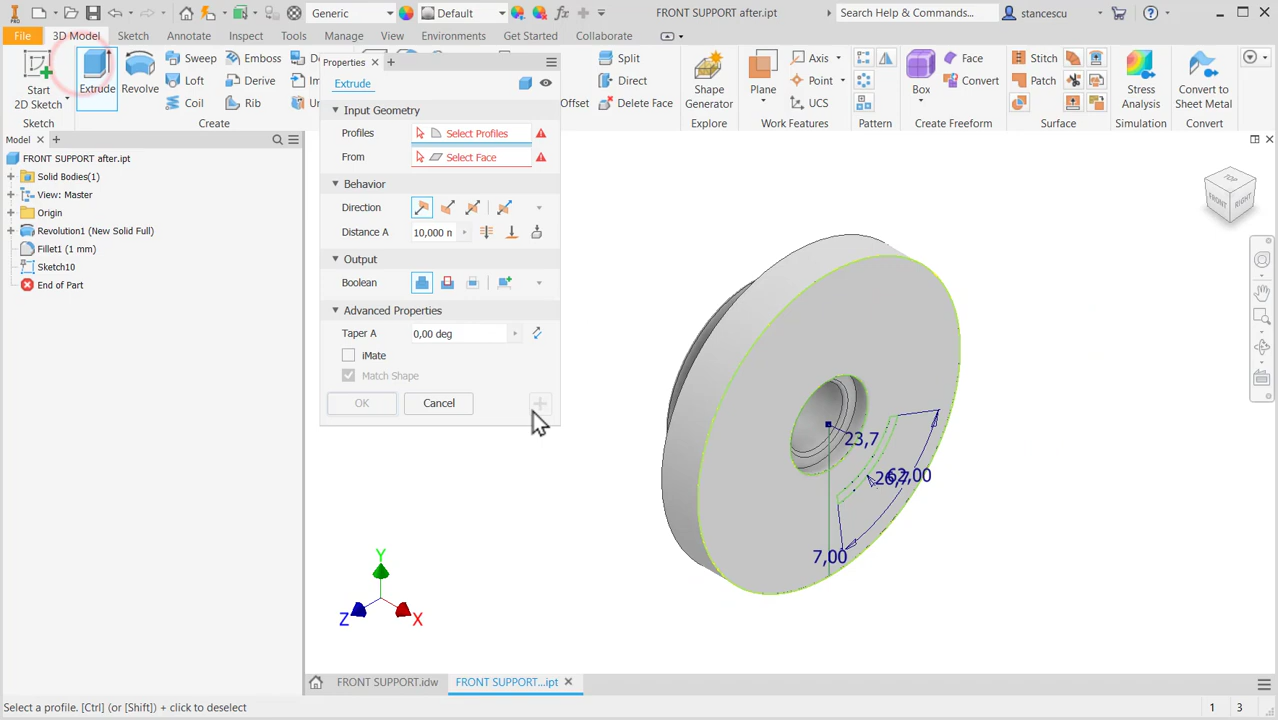 Generic
Default
FRONT SUPPORT after.ipt
Search Help & Commands...
stancescu
File
3D Model
Sketch
Annotate
Inspect
Tools
Manage
View
Environments
Get Started
Collaborate
Start
2D Sketch
Extrude
Revolve
Sweep
Loft
Coil
Emboss
Derive
Rib
Split
Direct
Offset
Delete Face
Shape
Generator
Plane
Axis
Point
UCS
Box
Face
Convert
Stitch
Patch
Stress
Analysis
Convert to
Sheet Metal
Sketch
Create
Explore
Work Features
Pattern
Create Freeform
Surface
Simulation
Convert
Model
FRONT SUPPORT after.ipt
Solid Bodies(1)
View: Master
Origin
Revolution1 (New Solid Full)
Fillet1 (1 mm)
Sketch10
End of Part
Properties
Extrude
Input Geometry
Profiles
Select Profiles
From
Select Face
Behavior
Direction
Distance A
10,000 n
Output
Boolean
Advanced Properties
Taper A
0,00 deg
iMate
Match Shape
OK
Cancel
TOP
FRONT
RIGHT
23,7
62,00
7,00
Y
Z
X
FRONT SUPPORT.idw
FRONT SUPPORT...ipt
Select a profile. [Ctrl] (or [Shift]) + click to deselect
1
3